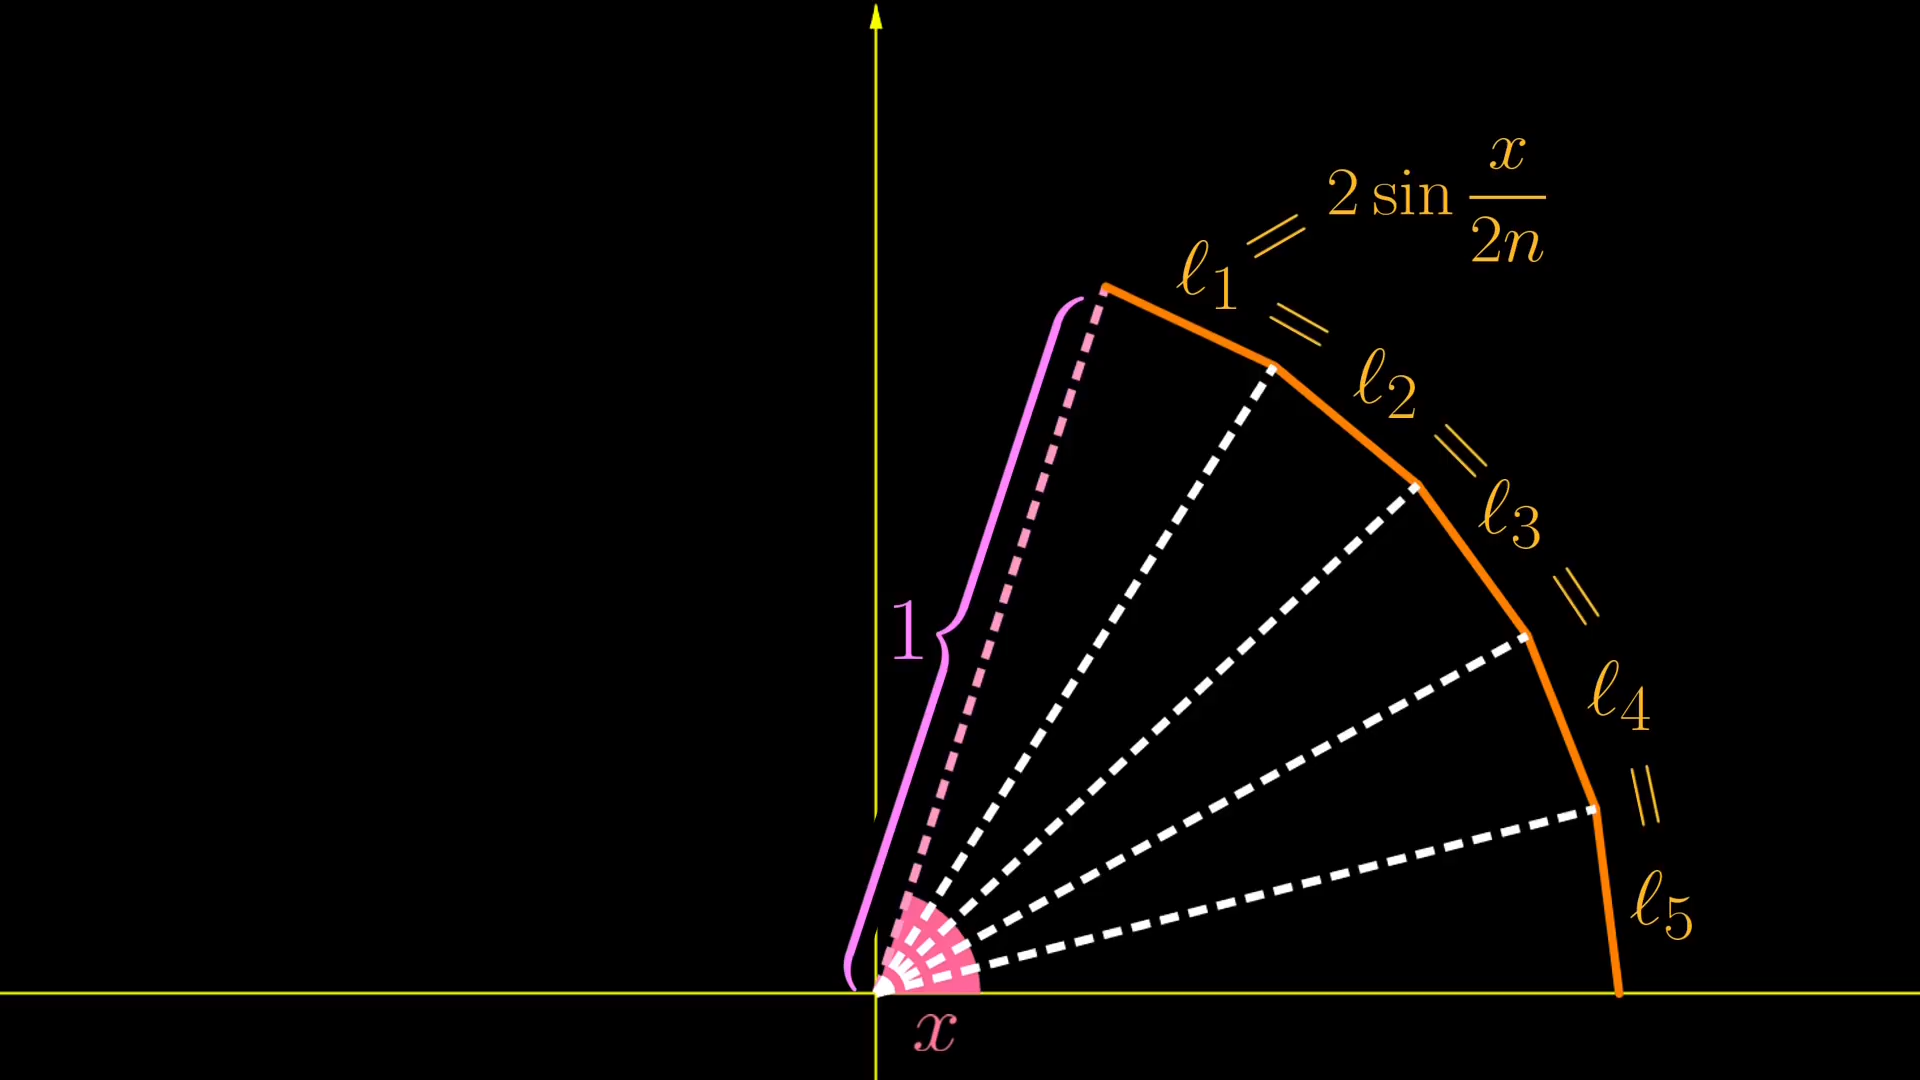 ℓ₁ = 2 sin x/2n
= ℓ₂
= ℓ₃
= ℓ₄
= ℓ₅
1
x